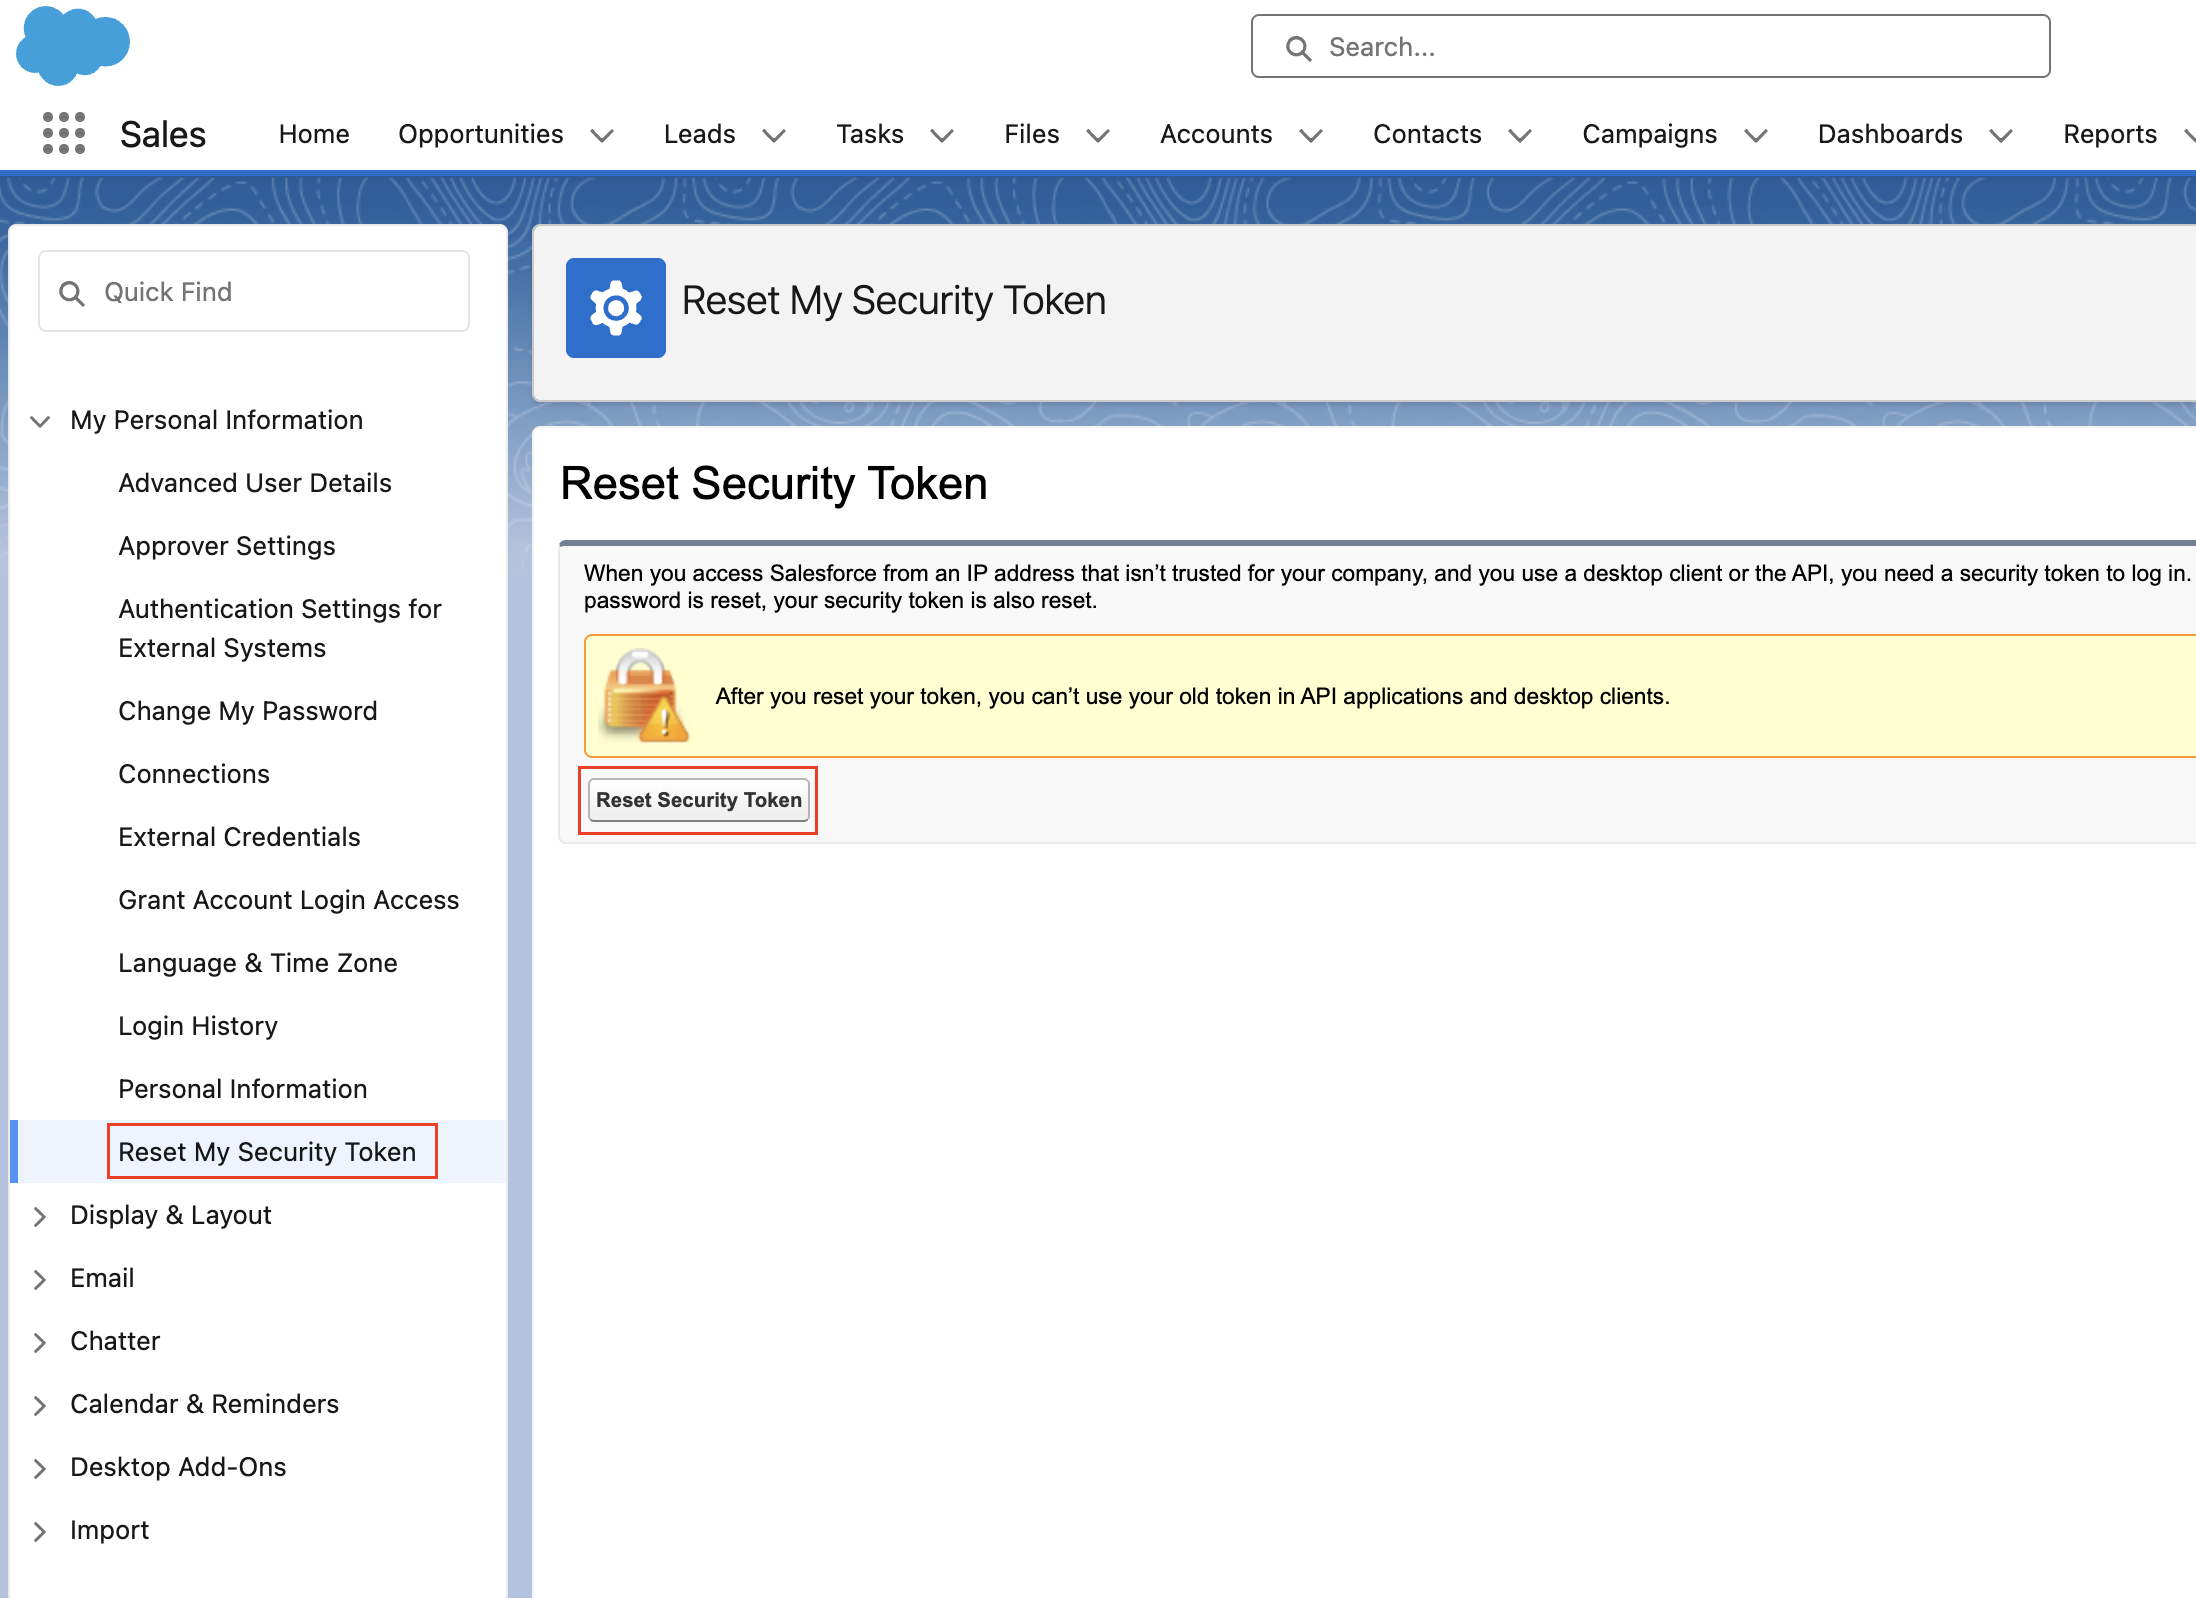 Search...
Sales
Home
Opportunities
Leads
Tasks
Files
Accounts
Contacts
Campaigns
Dashboards
Reports
Quick Find
My Personal Information
Advanced User Details
Approver Settings
Authentication Settings for
External Systems
Change My Password
Connections
External Credentials
Grant Account Login Access
Language & Time Zone
Login History
Personal Information
Reset My Security Token
Display & Layout
Email
Chatter
Calendar & Reminders
Desktop Add-Ons
Import
Reset My Security Token
Reset Security Token
When you access Salesforce from an IP address that isn’t trusted for your company, and you use a desktop client or the API, you need a security token to log in.
password is reset, your security token is also reset.
After you reset your token, you can’t use your old token in API applications and desktop clients.
Reset Security Token